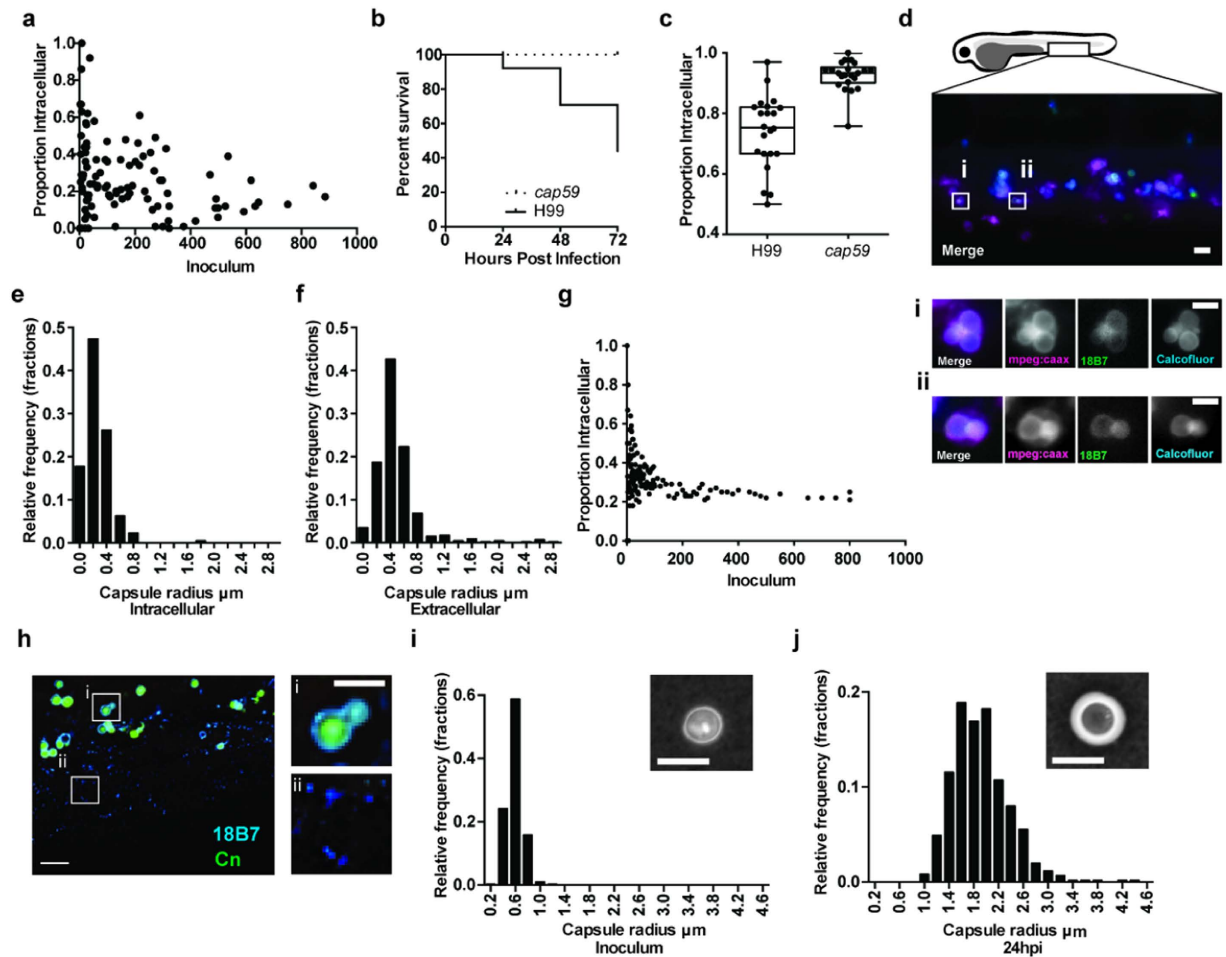 a
Proportion Intracellular
1.0
0.8
0.6
0.4
0.2
0.0
0
200
400
600
800
1000
Inoculum
b
Percent survival
100
80
60
40
20
0
cap59
H99
0
24
48
72
Hours Post Infection
c
Proportion Intracellular
1.0
0.8
0.6
0.4
H99
cap59
d
i
ii
Merge
i
Merge
mpeg:caax
18B7
Calcofluor
ii
Merge
mpeg:caax
18B7
Calcofluor
e
Relative frequency (fractions)
0.5
0.4
0.3
0.2
0.1
0.0
0.0
0.4
0.8
1.2
1.6
2.0
2.4
2.8
Capsule radius µm
Intracellular
f
Relative frequency (fractions)
0.5
0.4
0.3
0.2
0.1
0.0
0.0
0.4
0.8
1.2
1.6
2.0
2.4
2.8
Capsule radius µm
Extracellular
g
Proportion Intracellular
1.0
0.8
0.6
0.4
0.2
0.0
0
200
400
600
800
1000
Inoculum
h
i
ii
18B7
Cn
i
ii
i
Relative frequency (fractions)
0.6
0.4
0.2
0.0
0.2
0.6
1.0
1.4
1.8
2.2
2.6
3.0
3.4
3.8
4.2
4.6
Capsule radius µm
Inoculum
j
Relative frequency (fractions)
0.2
0.1
0.0
0.2
0.6
1.0
1.4
1.8
2.2
2.6
3.0
3.4
3.8
4.2
4.6
Capsule radius µm
24hpi